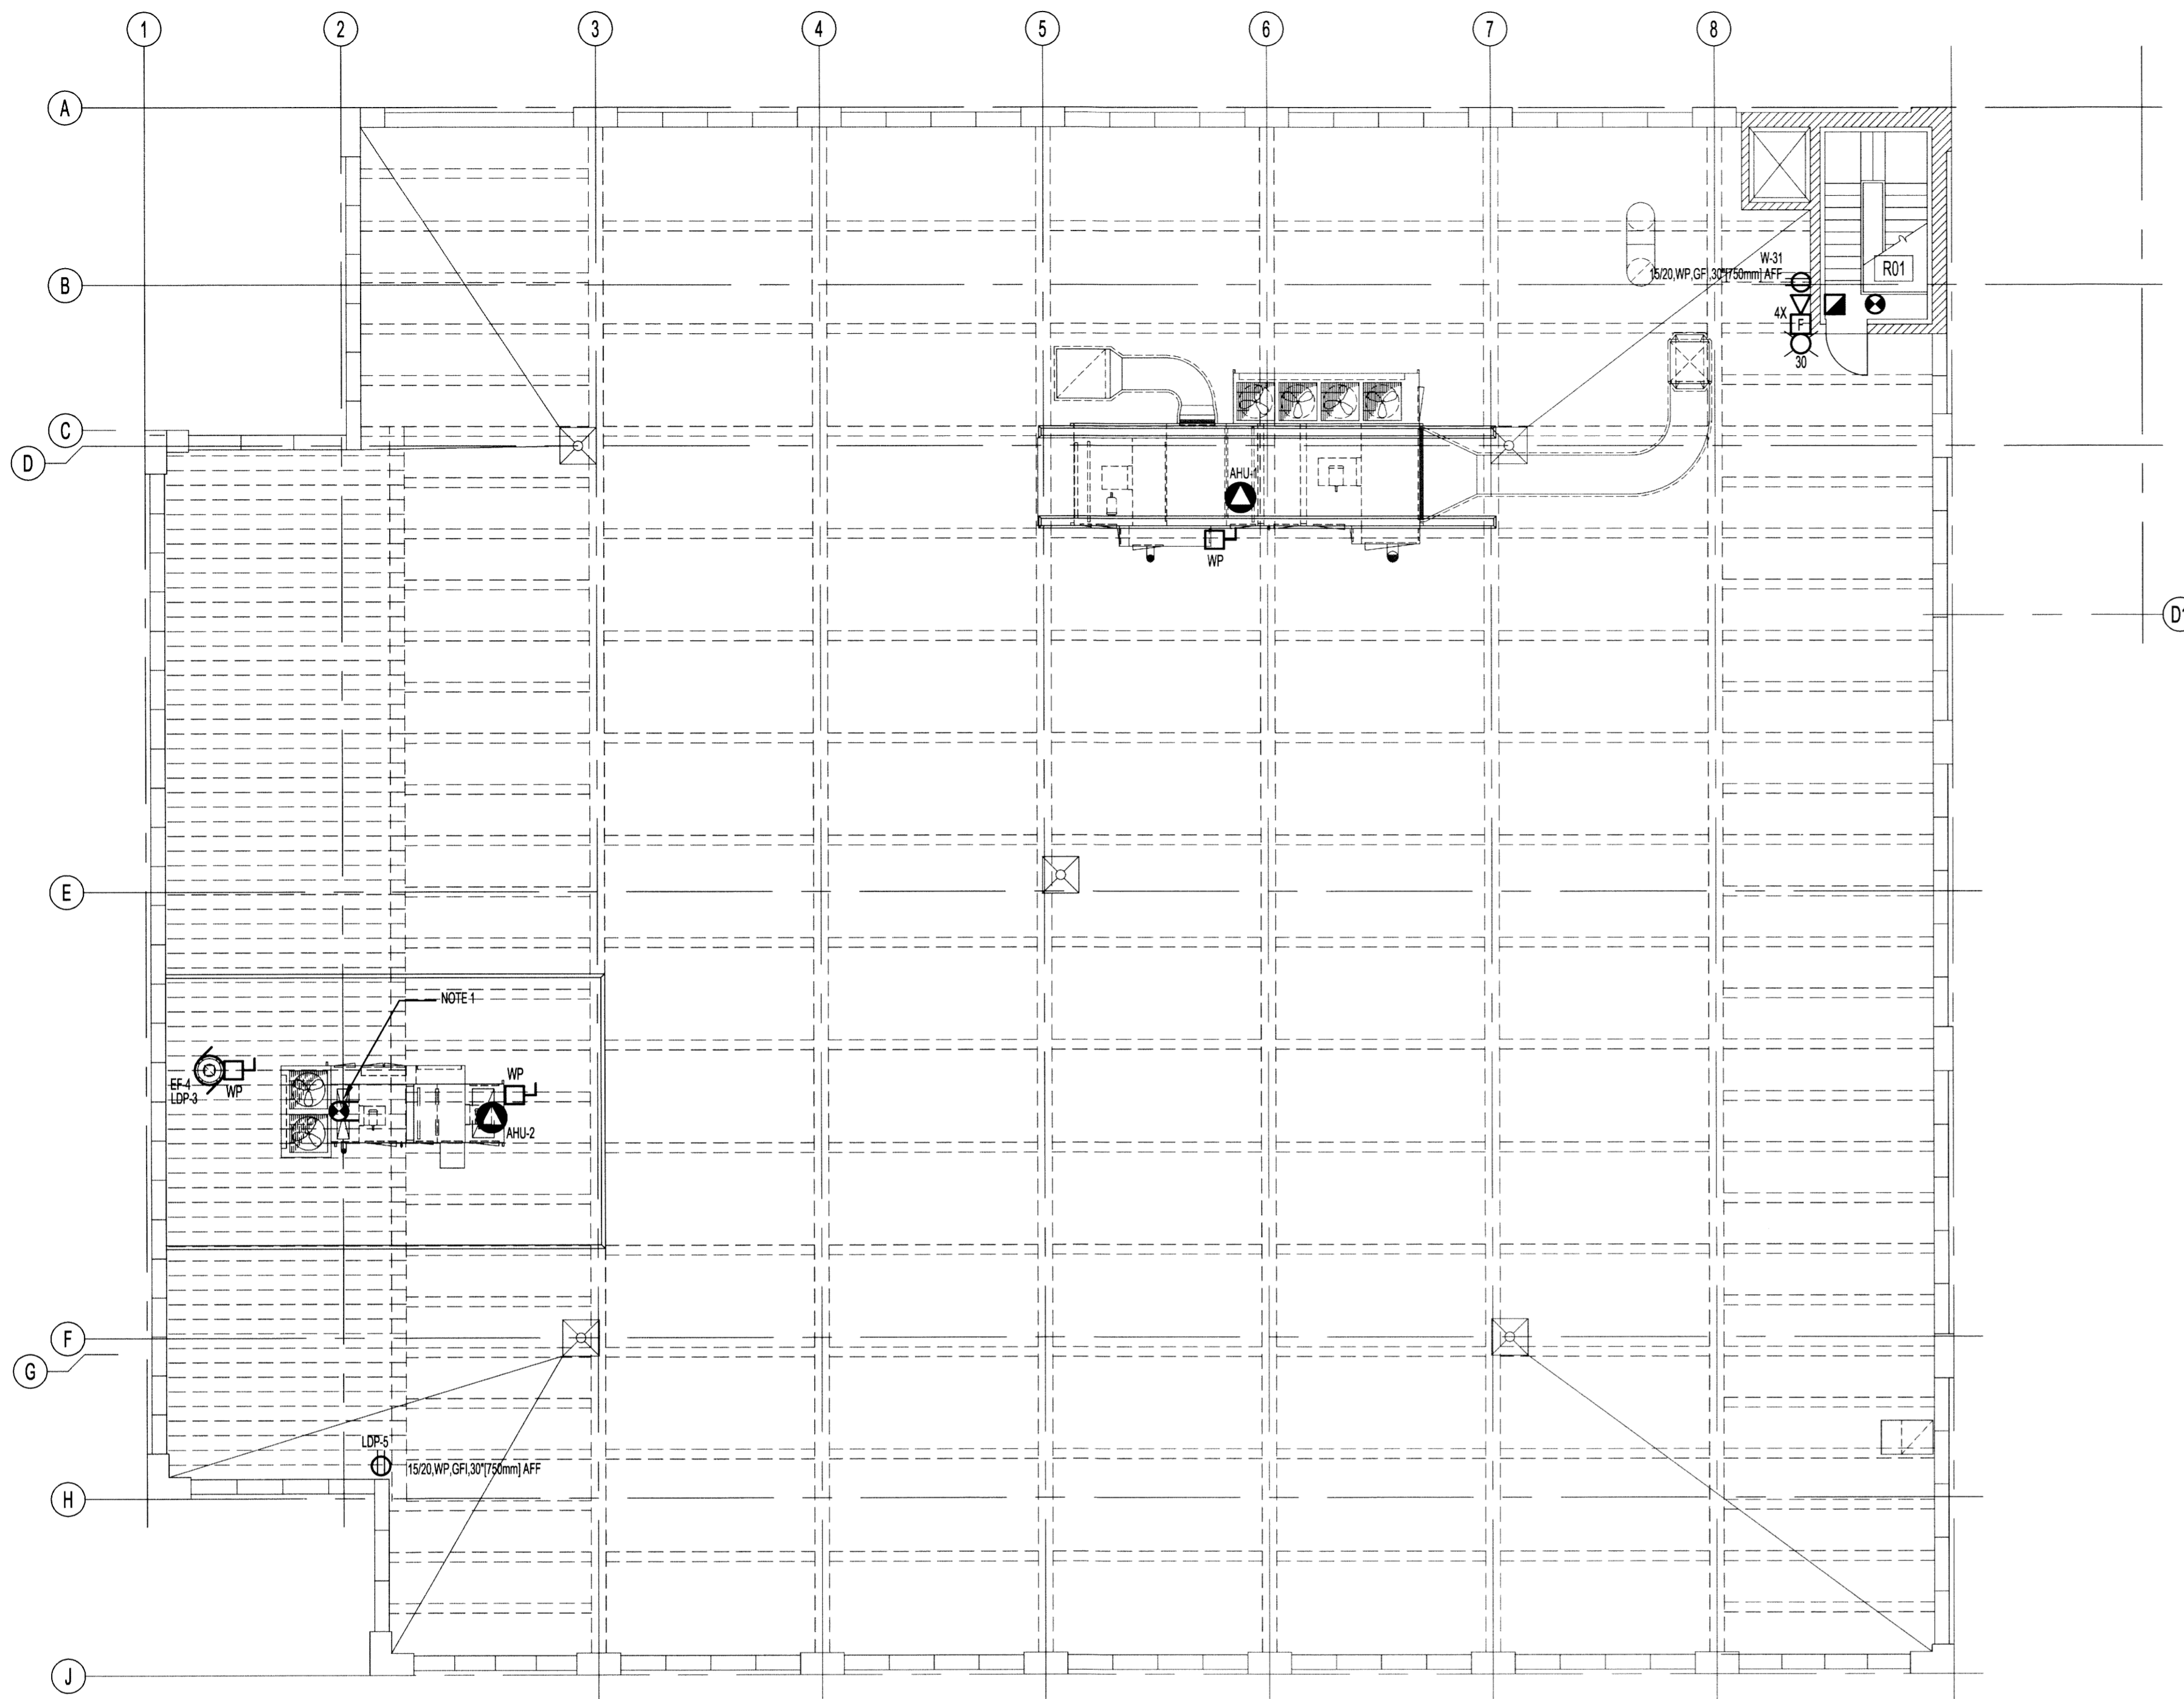 1
2
3
4
5
6
7
8
A
W-31
B
15/20,WP,GFI,30"[750mm] AFF
R01
4X
F
30
C
D
AHU-1
WP
D1
E
NOTE 1
EF-4
LDP-3
WP
WP
AHU-2
F
G
LDP-5
15/20,WP,GFI,30"[750mm] AFF
H
J